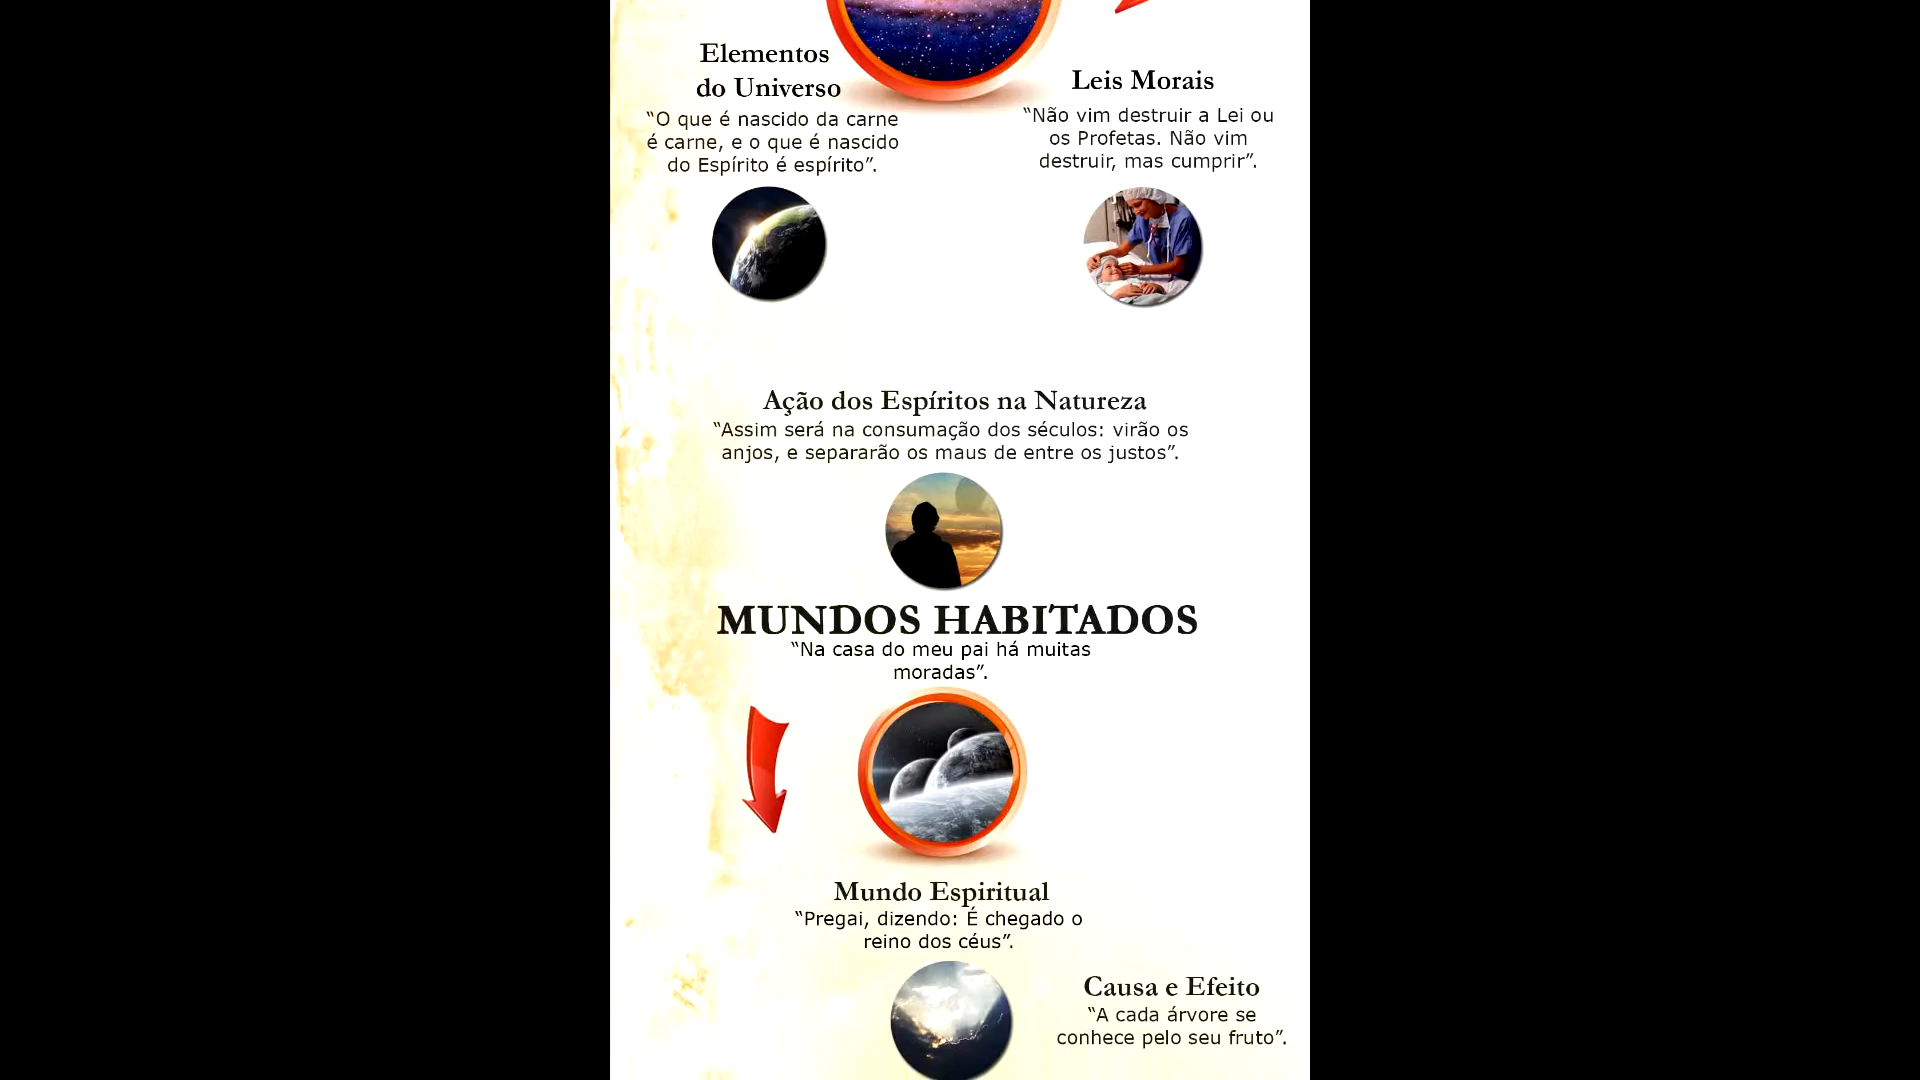 Elementos
do Universo
“O que é nascido da carne
é carne, e o que é nascido
do Espírito é espírito”.
Leis Morais
“Não vim destruir a Lei ou
os Profetas. Não vim
destruir, mas cumprir”.
Ação dos Espíritos na Natureza
“Assim será na consumação dos séculos: virão os
anjos, e separarão os maus de entre os justos”.
MUNDOS HABITADOS
“Na casa do meu pai há muitas
moradas”.
Mundo Espiritual
“Pregai, dizendo: É chegado o
reino dos céus”.
Causa e Efeito
“A cada árvore se
conhece pelo seu fruto”.